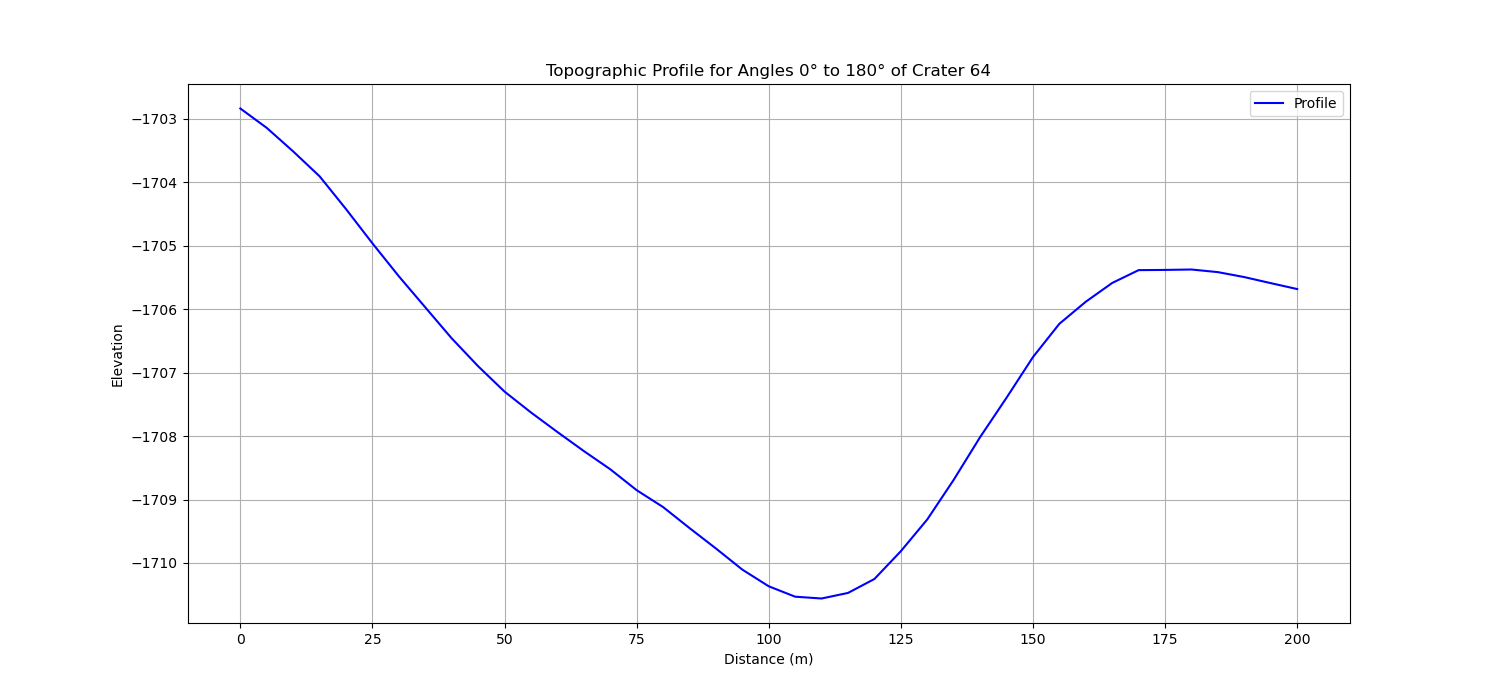 Topographic Profile for Angles 0° to 180° of Crater 64
Profile
−1703
−1704
−1705
−1706
−1707
−1708
−1709
−1710
Elevation
0 25 50 75 100 125 150 175 200
Distance (m)